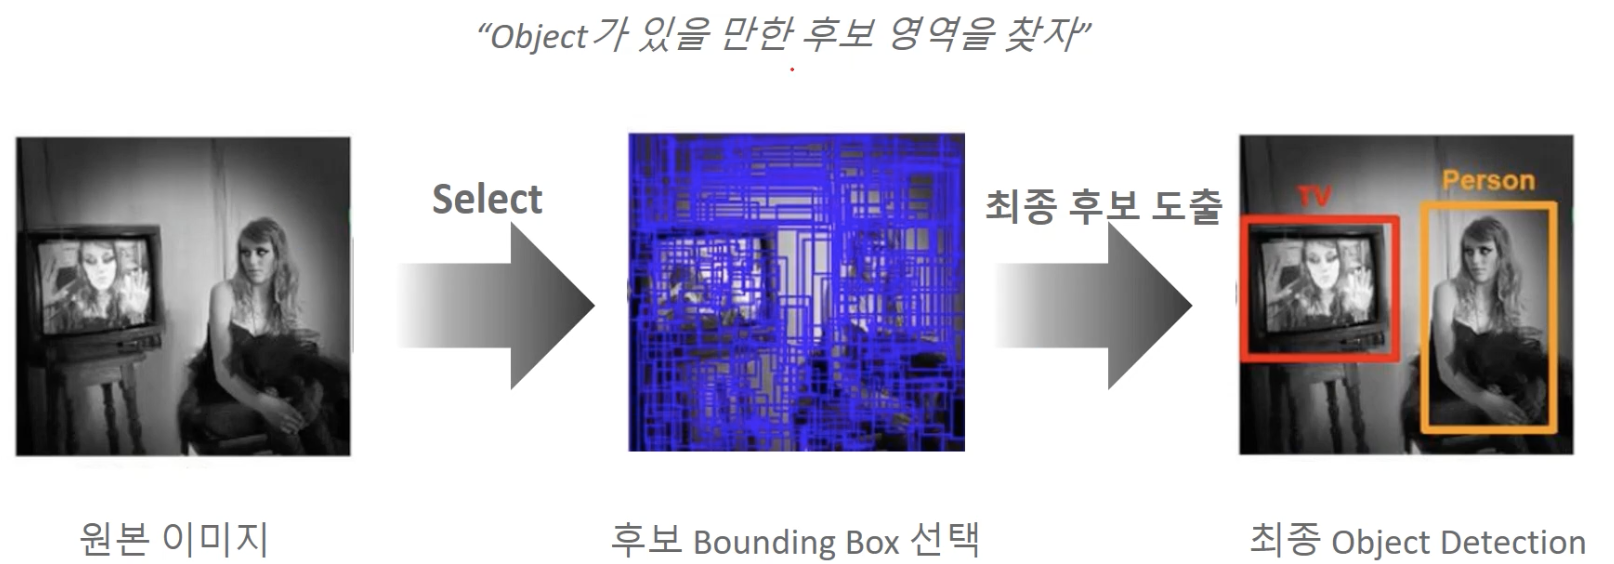 “Object가 있을 만한 후보 영역을 찾자”
Select
최종 후보 도출
TV
Person
원본 이미지
후보 Bounding Box 선택
최종 Object Detection